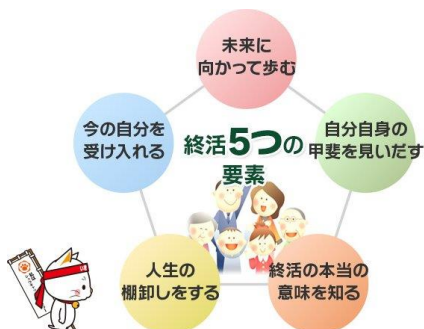 未来に
向かって歩む
今の自分を
受け入れる
終活5つの
要素
自分自身の
甲斐を見いだす
人生の
棚卸しをする
終活の本当の
意味を知る